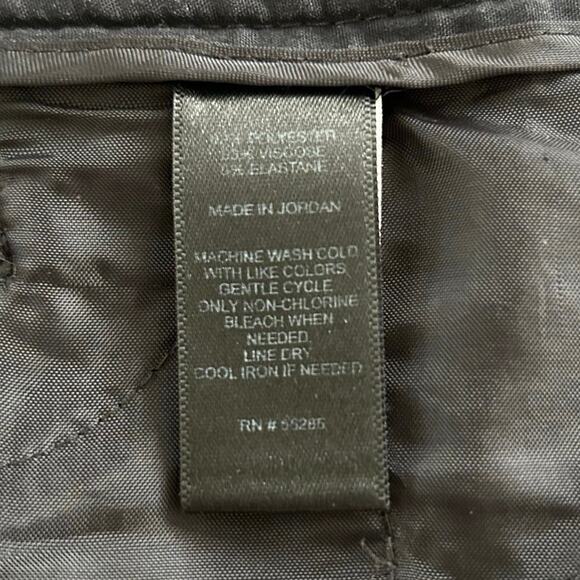 POLYESTER
VISCOSE
ELASTANE
MADE IN JORDAN
MACHINE WASH COLD
WITH LIKE COLORS,
GENTLE CYCLE.
ONLY NON-CHLORINE
BLEACH WHEN
NEEDED.
LINE DRY
COOL IRON IF NEEDED
RN #